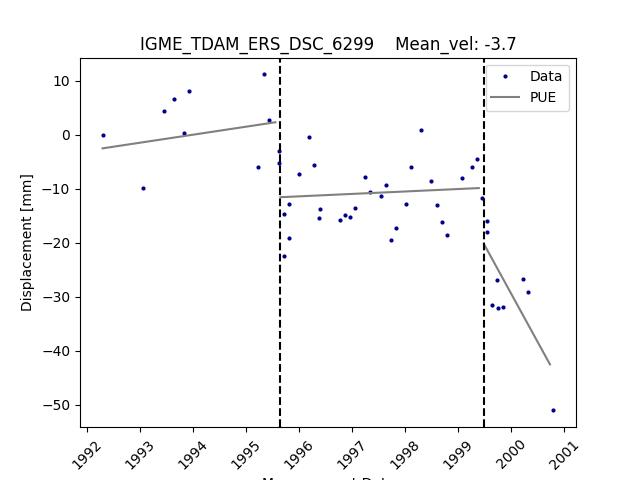 IGME_TDAM_ERS_DSC_6299    Mean_vel: -3.7
Data
PUE
10
0
−10
−20
−30
−40
−50
Displacement [mm]
1992 1993 1994 1995 1996 1997 1998 1999 2000 2001